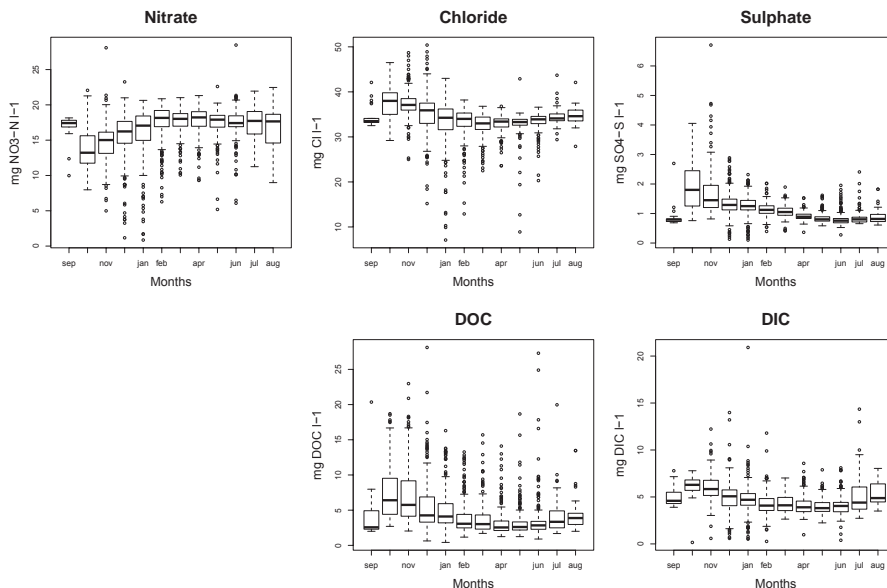 Nitrate
mg NO3−N l−1
0
5
10
15
20
25
sep
nov
jan
feb
apr
jun
jul
aug
Months
Chloride
mg Cl l−1
10
20
30
40
50
sep
nov
jan
feb
apr
jun
jul
aug
Months
Sulphate
mg SO4−S l−1
0
1
2
3
4
5
6
sep
nov
jan
feb
apr
jun
jul
aug
Months
DOC
mg DOC l−1
0
5
10
15
20
25
sep
nov
jan
feb
apr
jun
jul
aug
Months
DIC
mg DIC l−1
0
5
10
15
20
sep
nov
jan
feb
apr
jun
jul
aug
Months